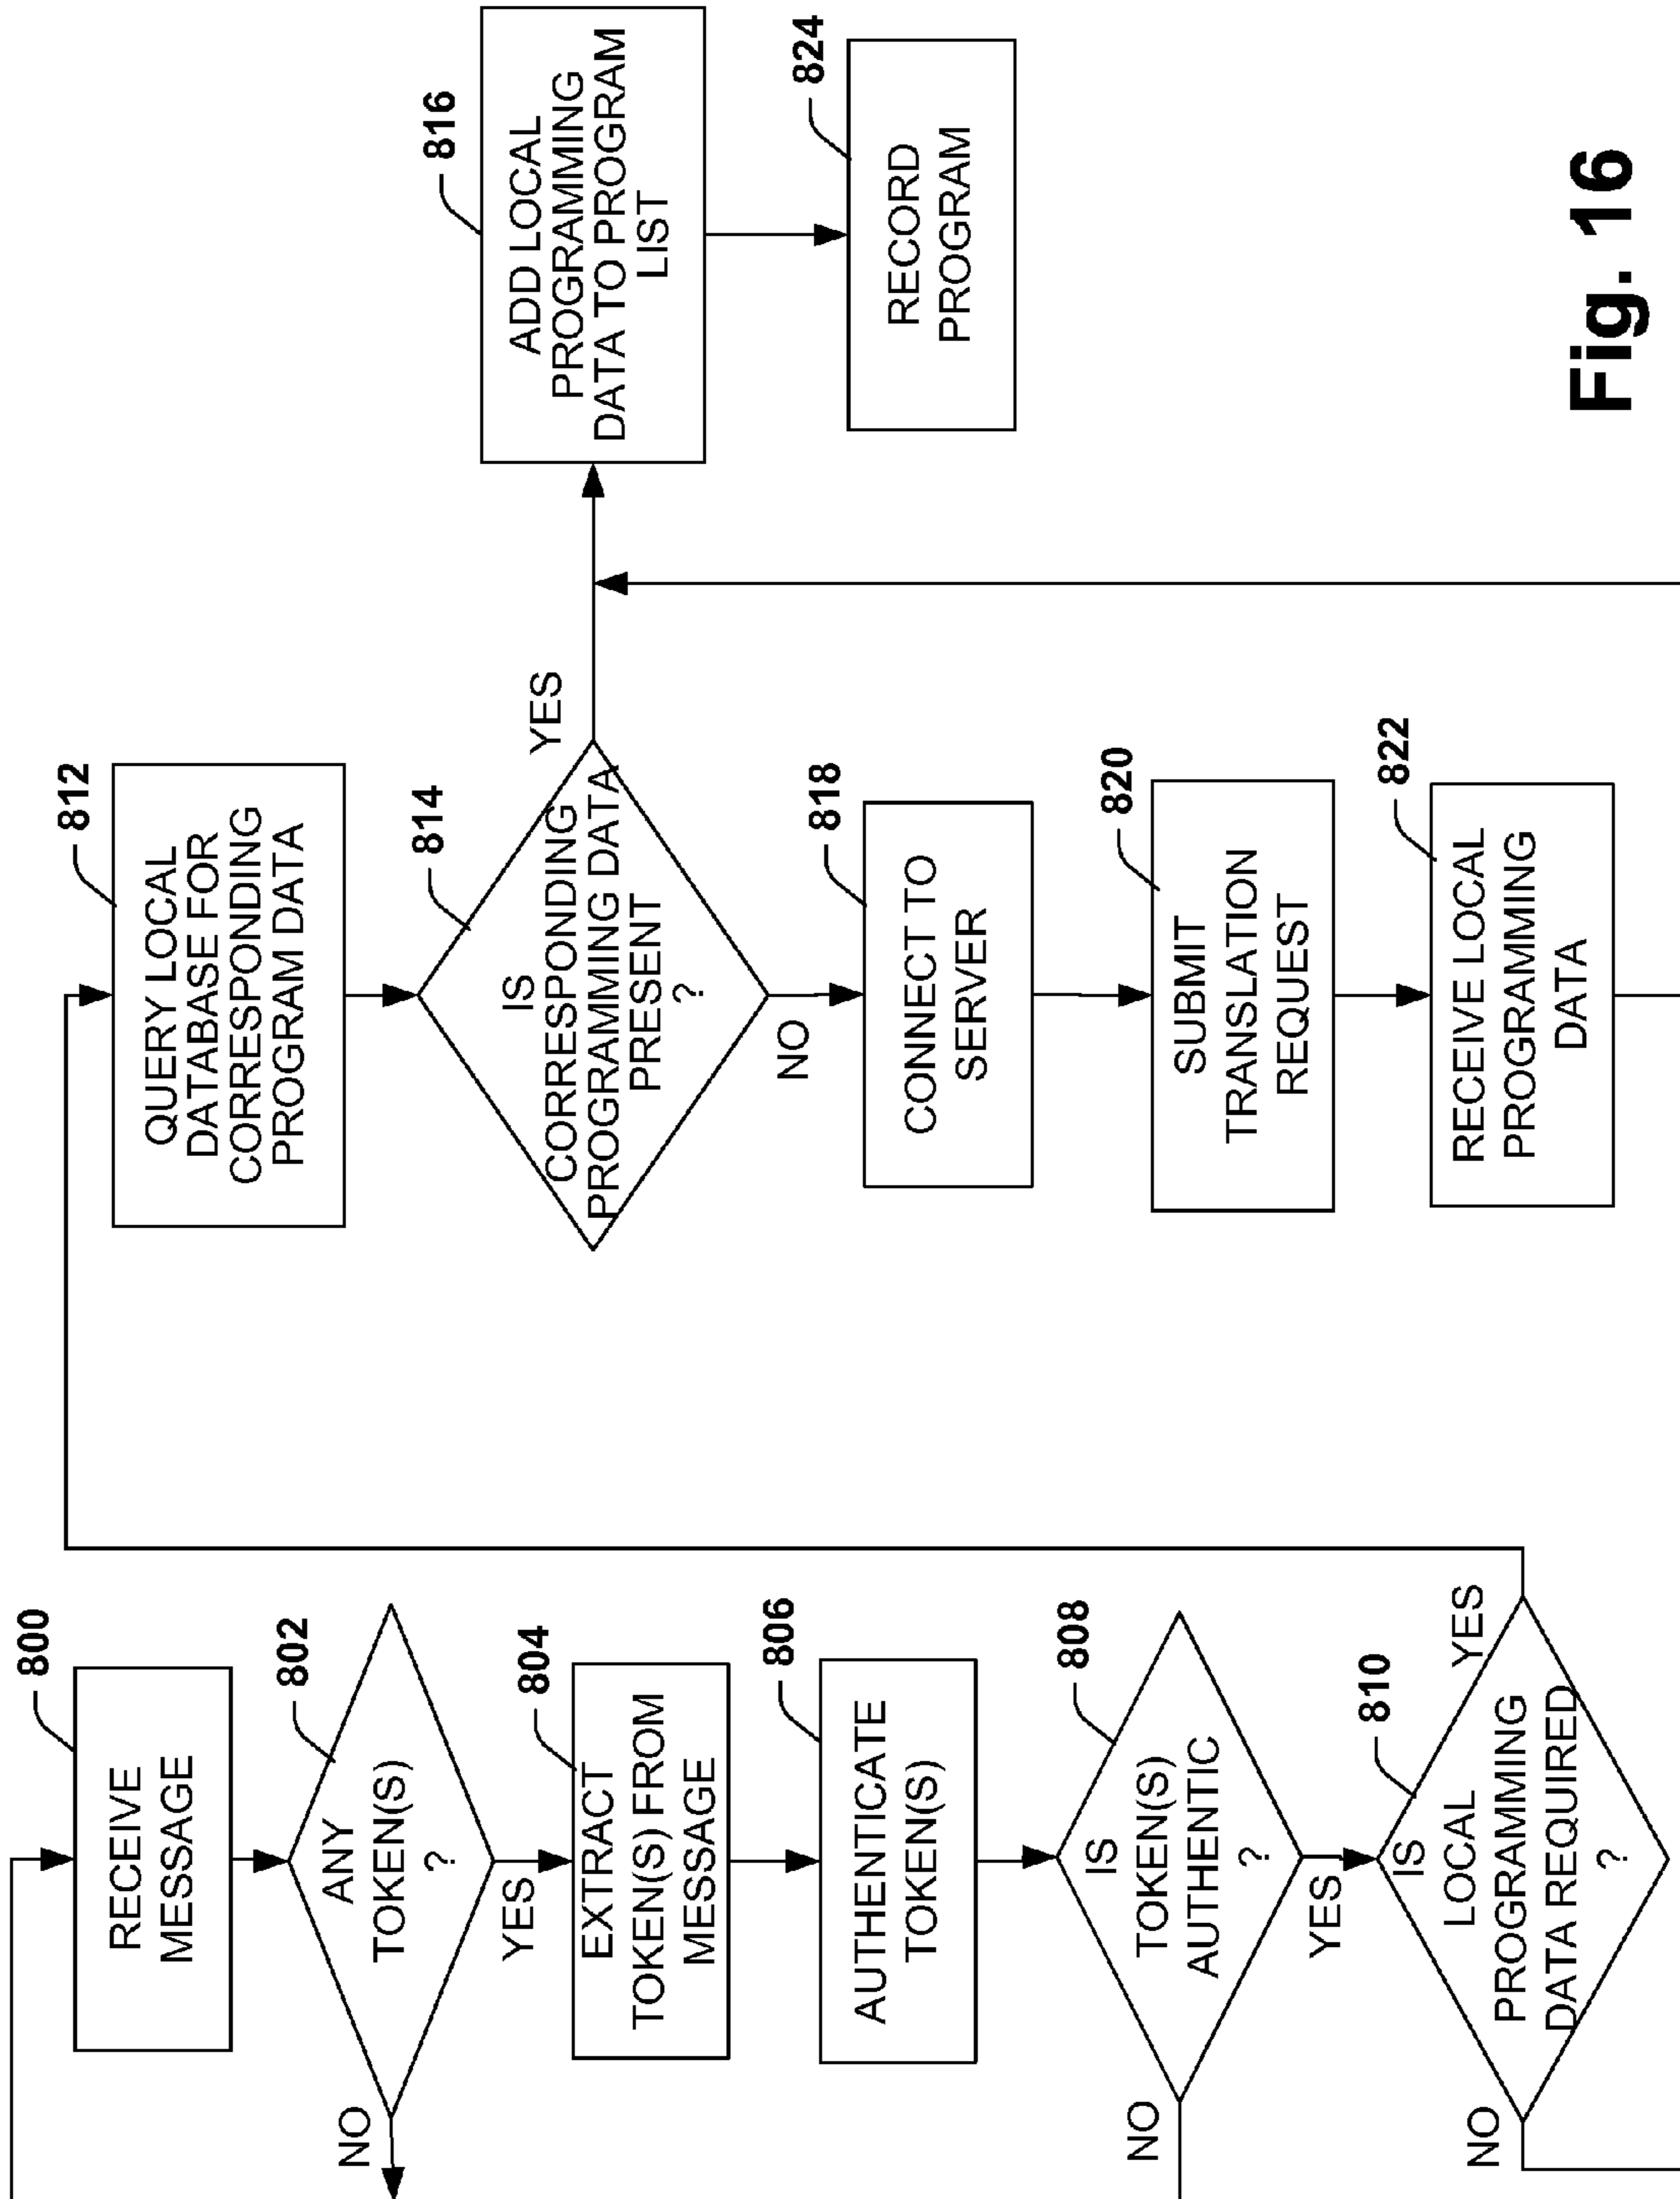 800
RECEIVE
MESSAGE
802
ANY
TOKEN(S)
?
NO
YES
804
EXTRACT
TOKEN(S) FROM
MESSAGE
806
AUTHENTICATE
TOKEN(S)
808
IS
TOKEN(S)
AUTHENTIC
?
NO
YES
810
IS
LOCAL
PROGRAMMING
DATA REQUIRED
?
NO
YES
812
QUERY LOCAL
DATABASE FOR
CORRESPONDING
PROGRAM DATA
814
IS
CORRESPONDING
PROGRAMMING DATA
PRESENT
?
YES
NO
818
CONNECT TO
SERVER
820
SUBMIT
TRANSLATION
REQUEST
822
RECEIVE LOCAL
PROGRAMMING
DATA
816
ADD LOCAL
PROGRAMMING
DATA TO PROGRAM
LIST
824
RECORD
PROGRAM
Fig. 16